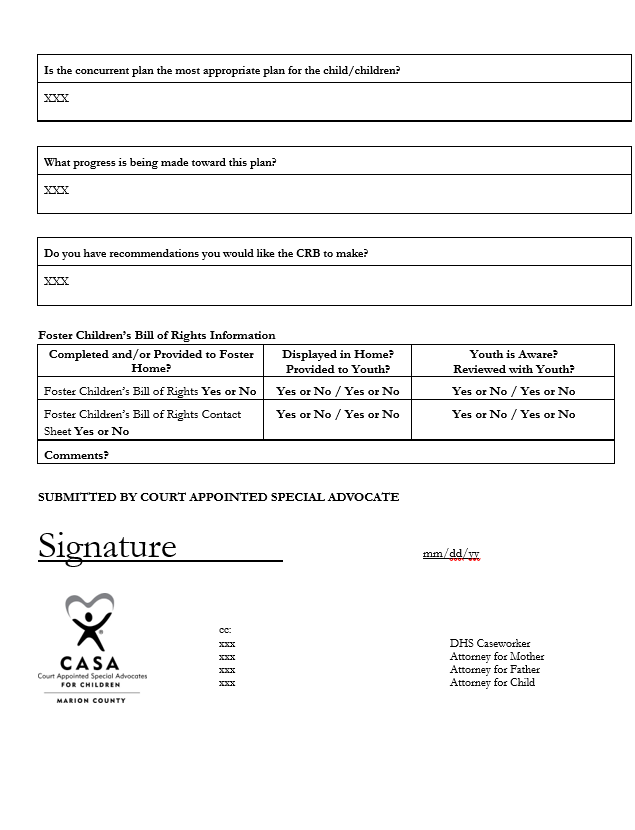 Is the concurrent plan the most appropriate plan for the child/children?
XXX
What progress is being made toward this plan?
XXX
Do you have recommendations you would like the CRB to make?
XXX
Foster Children's Bill of Rights Information
Completed and/or Provided to Foster
Home?
Displayed in Home?
Provided to Youth?
Youth is Aware?
Reviewed with Youth?
Foster Children's Bill of Rights Yes or No
Yes or No / Yes or No
Yes or No / Yes or No
Foster Children's Bill of Rights Contact
Sheet Yes or No
Yes or No / Yes or No
Yes or No / Yes or No
Comments?
SUBMITTED BY COURT APPOINTED SPECIAL ADVOCATE
Signature
mm/dd/yy
CASA
Court Appointed Special Advocates
FOR CHILDREN
MARION COUNTY
cc:
xxx DHS Caseworker
xxx Attorney for Mother
xxx Attorney for Father
xxx Attorney for Child